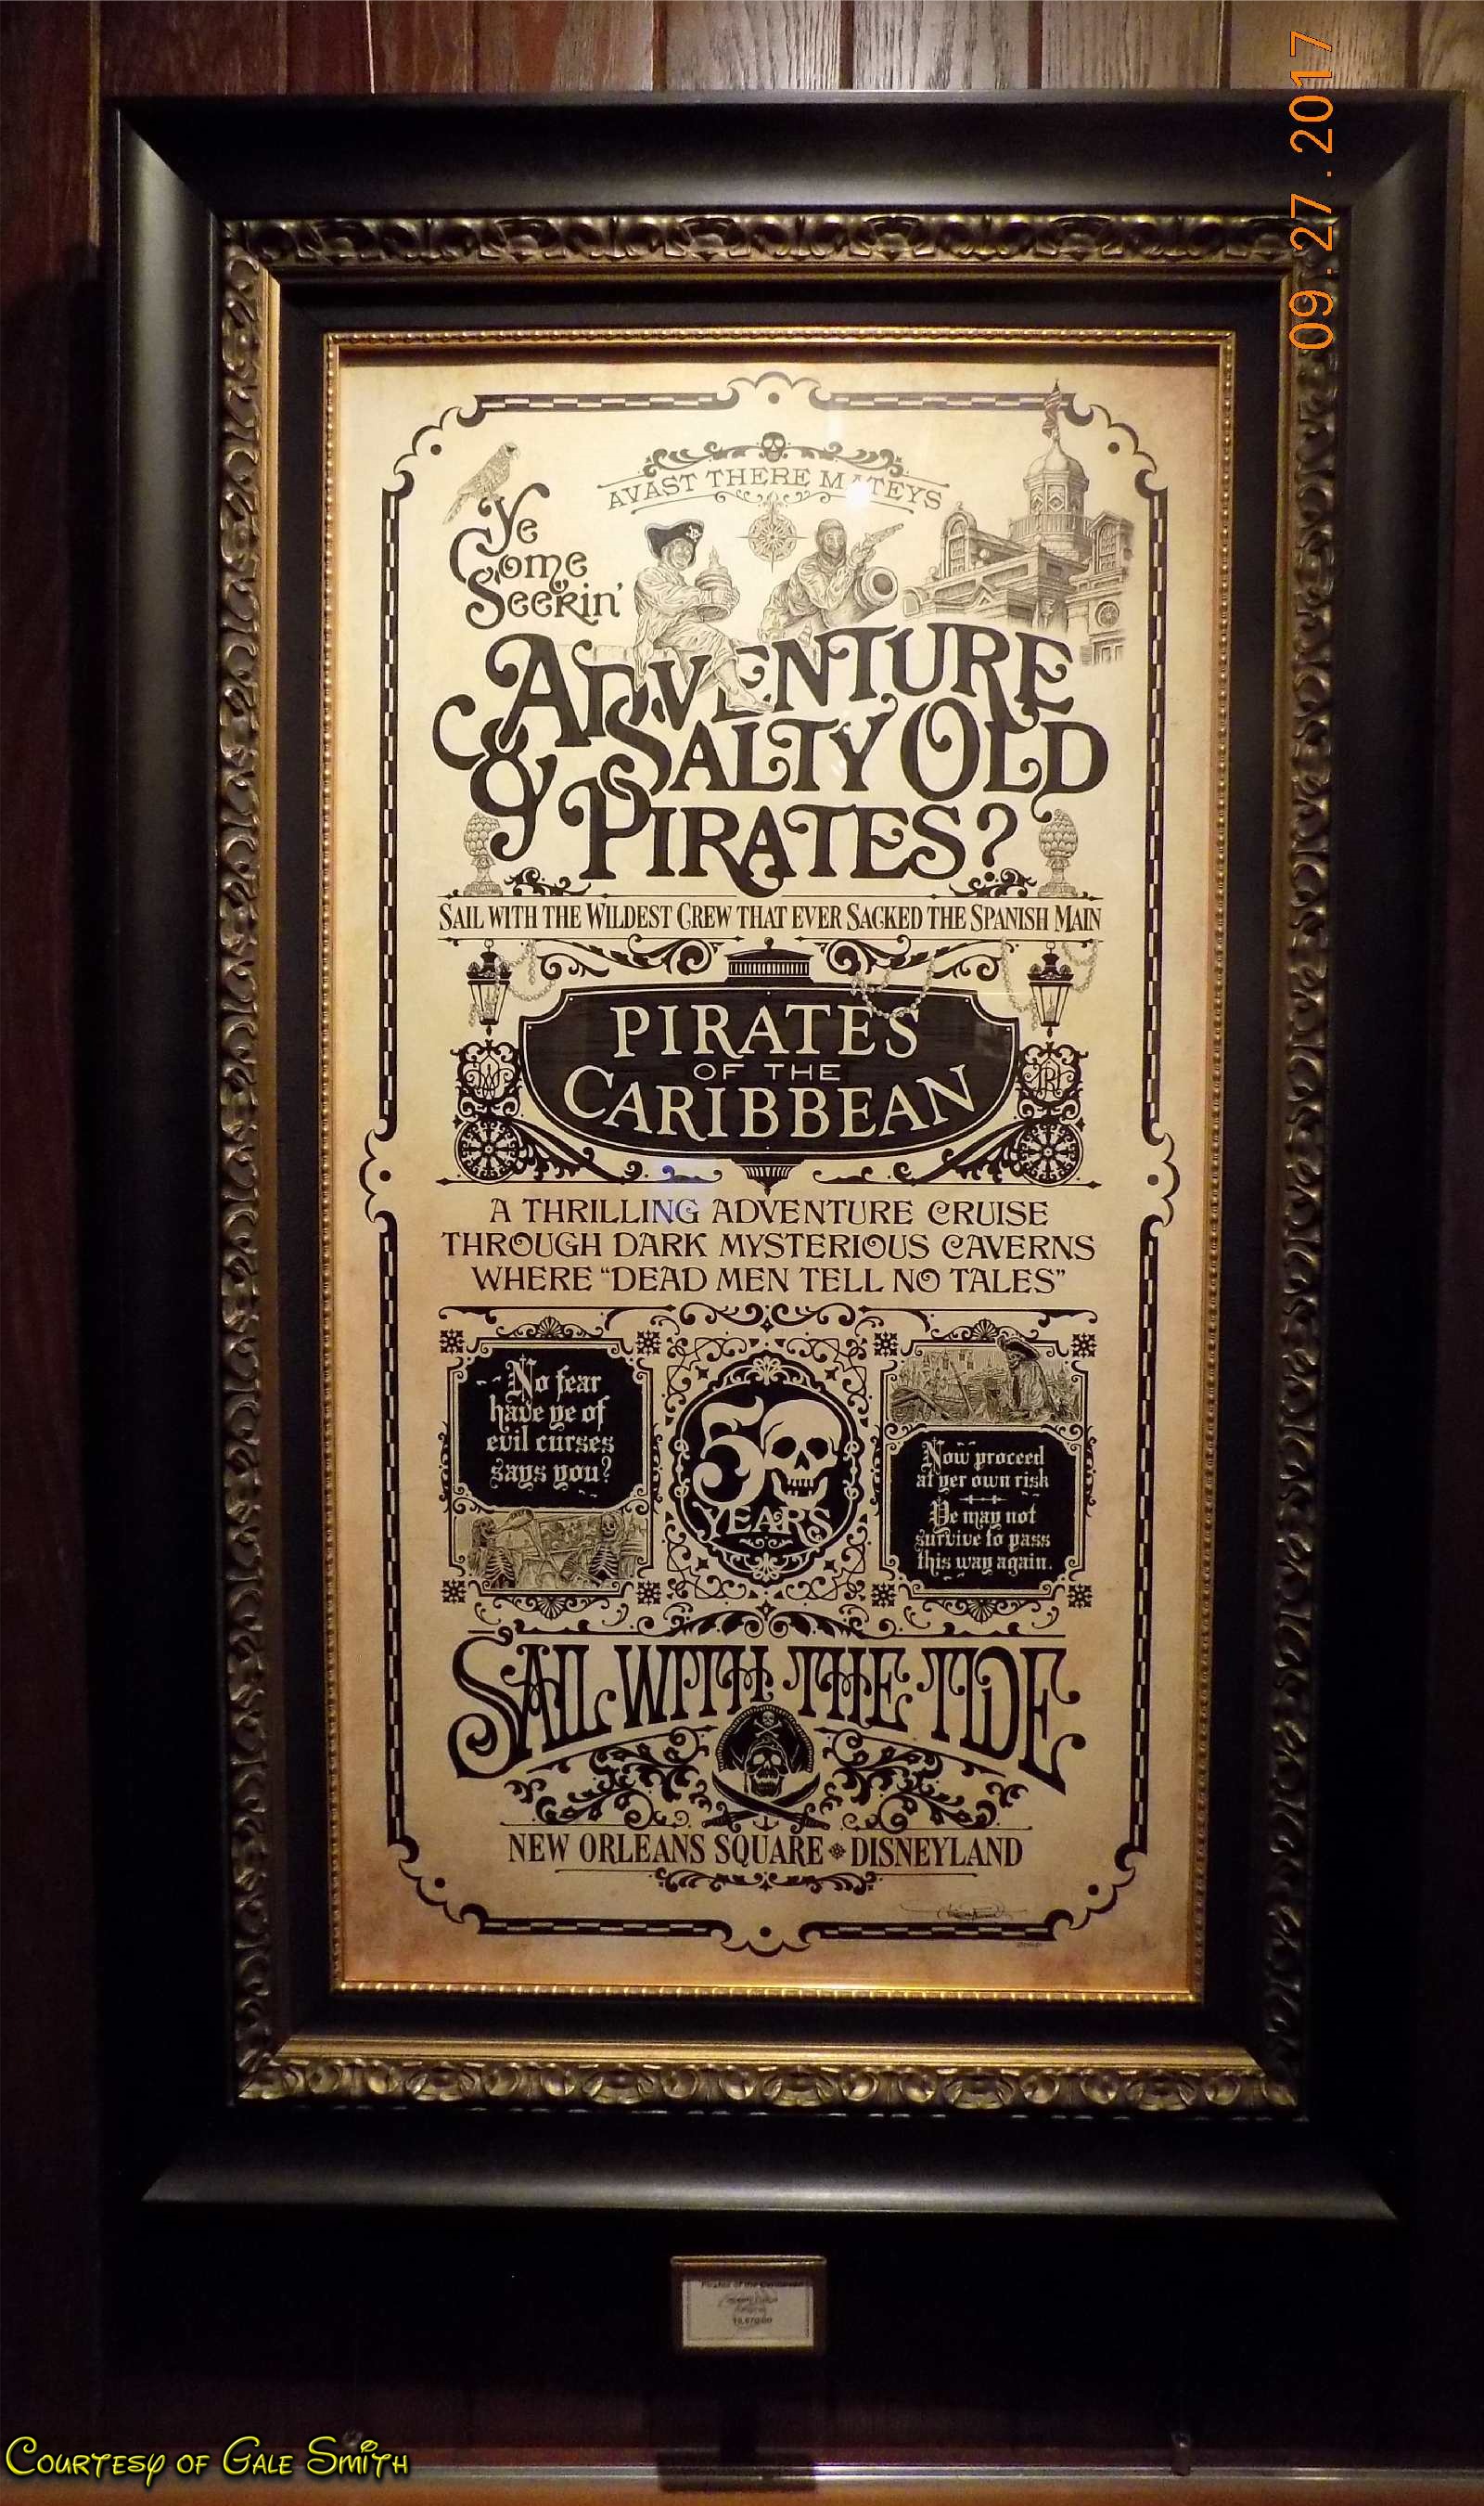 09.27.2017
AVAST THERE MATEYS
Ye
Come
Seekin'
ADVENTURE
& SALTY OLD
PIRATES?
SAIL WITH THE WILDEST CREW THAT EVER SACKED THE SPANISH MAIN
PIRATES
OF THE
CARIBBEAN
A THRILLING ADVENTURE CRUISE
THROUGH DARK MYSTERIOUS CAVERNS
WHERE “DEAD MEN TELL NO TALES”
No fear
have ye of
evil curses
says you?
50
YEARS
Now proceed
at yer own risk
Ye may not
survive to pass
this way again.
SAIL WITH THE TIDE
NEW ORLEANS SQUARE DISNEYLAND
Pirates of the Caribbean
COURTESY OF GALE SMITH